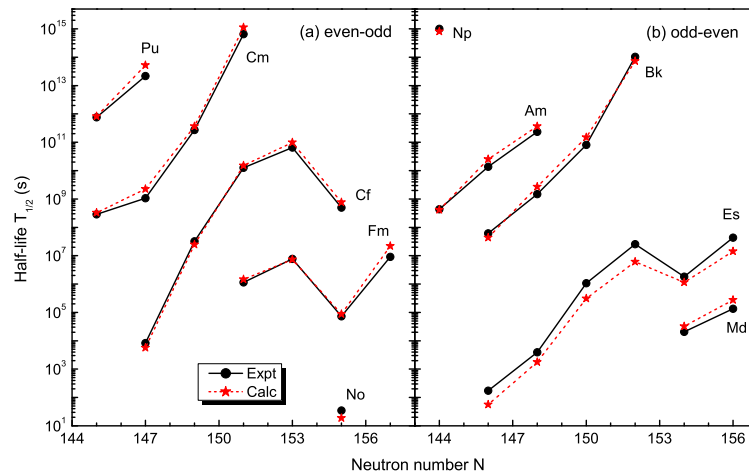 (a) even-odd
(b) odd-even
Pu
Cm
Cf
Fm
No
Np
Am
Bk
Es
Md
Expt
Calc
Half-life T1/2 (s)
10^15
10^13
10^11
10^9
10^7
10^5
10^3
10^1
144 147 150 153 156 144 147 150 153 156
Neutron number N